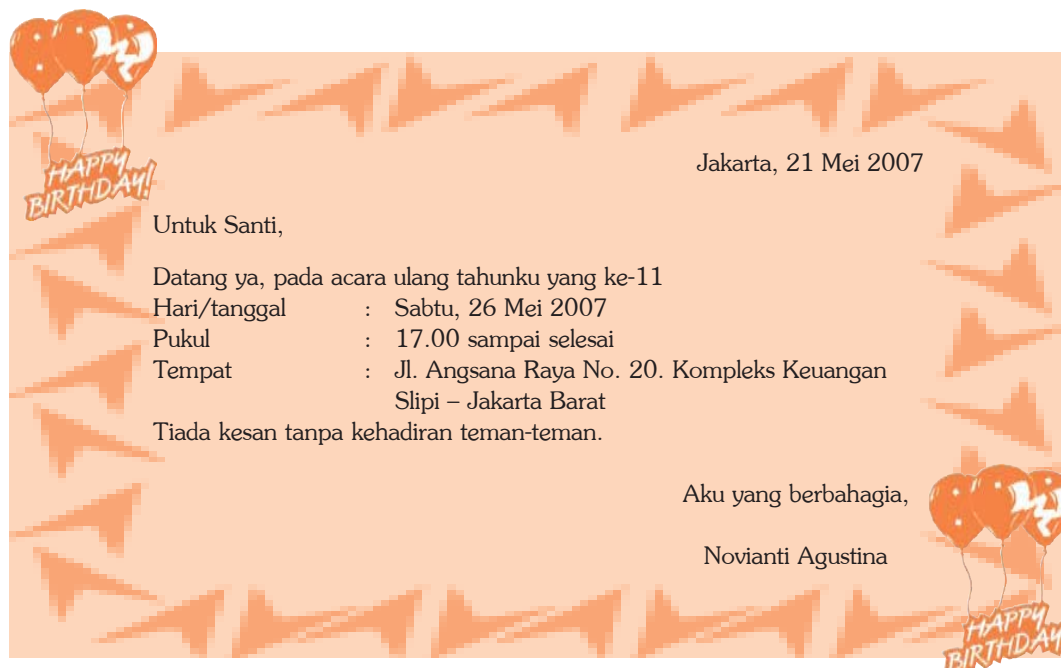 HAPPY
BIRTHDAY!
Jakarta, 21 Mei 2007
Untuk Santi,
Datang ya, pada acara ulang tahunku yang ke-11
Hari/tanggal : Sabtu, 26 Mei 2007
Pukul : 17.00 sampai selesai
Tempat : Jl. Angsana Raya No. 20. Kompleks Keuangan
Slipi – Jakarta Barat
Tiada kesan tanpa kehadiran teman-teman.
Aku yang berbahagia,
Novianti Agustina
HAPPY
BIRTHDAY